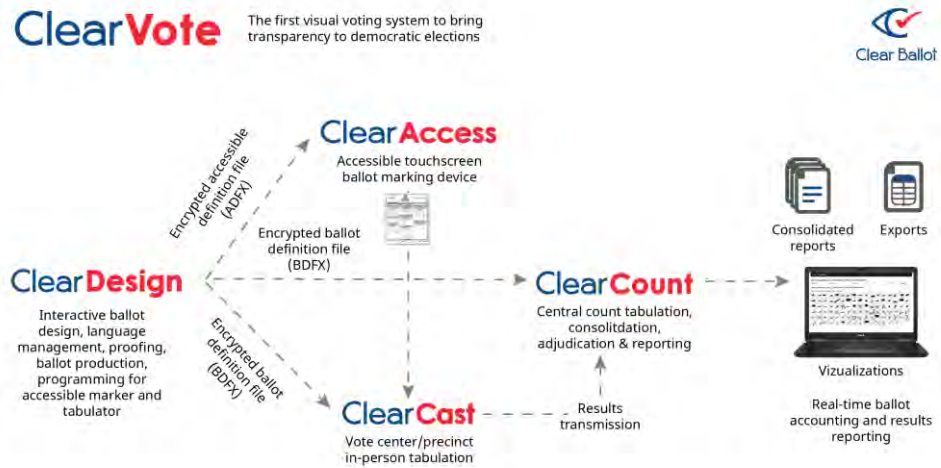 ClearVote
The first visual voting system to bring
transparency to democratic elections
Clear Ballot
Encrypted accessible
definition file
(ADFX)
ClearAccess
Accessible touchscreen
ballot marking device
Consolidated
reports
Exports
Encrypted ballot
definition file
(BDFX)
ClearDesign
Interactive ballot
design, language
management, proofing,
ballot production,
programming for
accessible marker and
tabulator
ClearCount
Central count tabulation,
consolitdation,
adjudication & reporting
Encrypted ballot
definition file
(BDFX)
ClearCast
Vote center/precinct
in-person tabulation
Results
transmission
Vizualizations
Real-time ballot
accounting and results
reporting